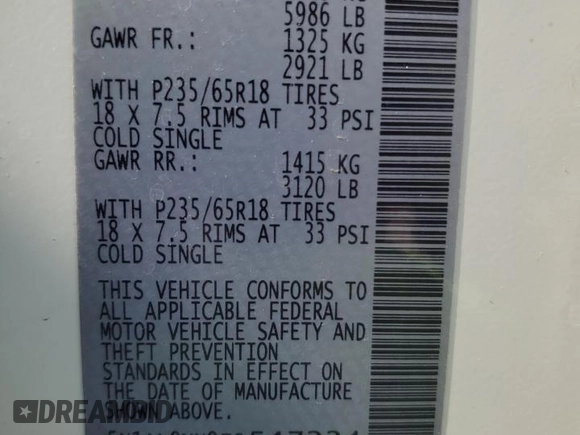 5986 LB
GAWR FR.: 1325 KG
2921 LB
WITH P235/65R18 TIRES
18 X 7.5 RIMS AT 33 PSI
COLD SINGLE
GAWR RR.: 1415 KG
3120 LB
WITH P235/65R18 TIRES
18 X 7.5 RIMS AT 33 PSI
COLD SINGLE
THIS VEHICLE CONFORMS TO
ALL APPLICABLE FEDERAL
MOTOR VEHICLE SAFETY AND
THEFT PREVENTION
STANDARDS IN EFFECT ON
THE DATE OF MANUFACTURE
SHOWN ABOVE.
DREAMBID